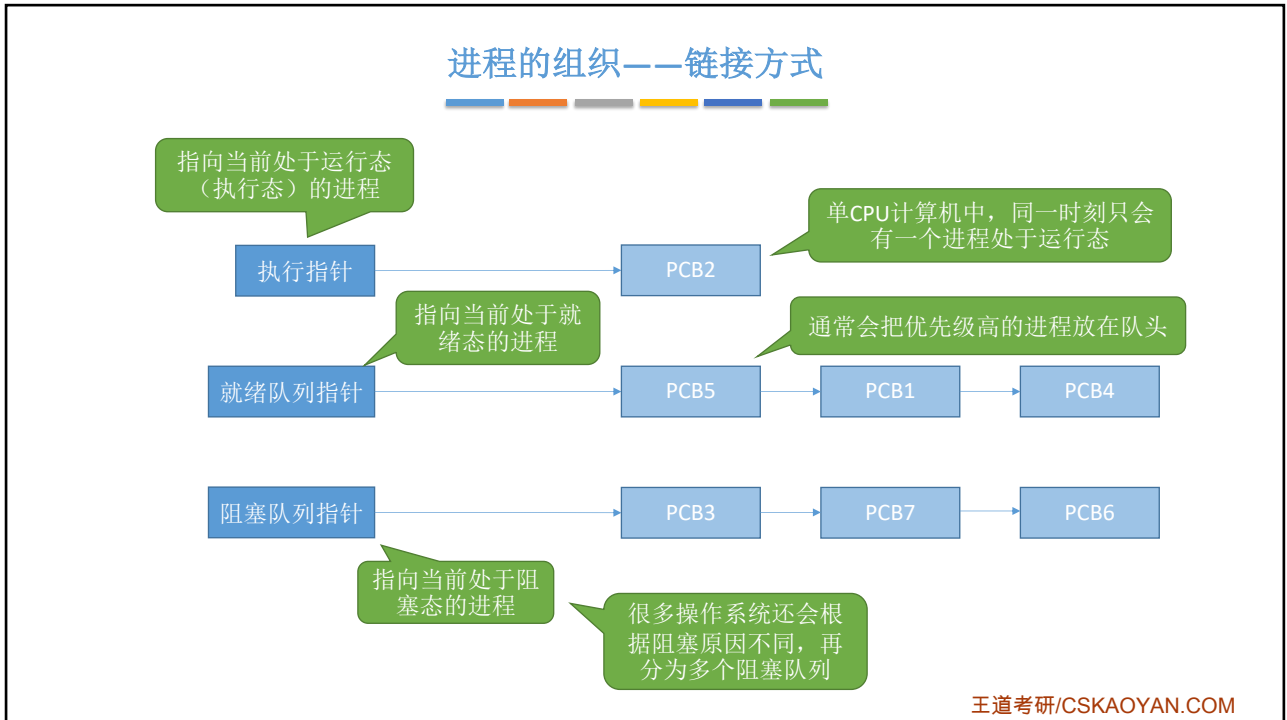 进程的组织——链接方式
指向当前处于运行态
（执行态）的进程
单CPU计算机中，同一时刻只会
有一个进程处于运行态
执行指针
PCB2
指向当前处于就
绪态的进程
通常会把优先级高的进程放在队头
就绪队列指针
PCB5
PCB1
PCB4
阻塞队列指针
PCB3
PCB7
PCB6
指向当前处于阻
塞态的进程
很多操作系统还会根
据阻塞原因不同，再
分为多个阻塞队列
王道考研/CSKAOYAN.COM